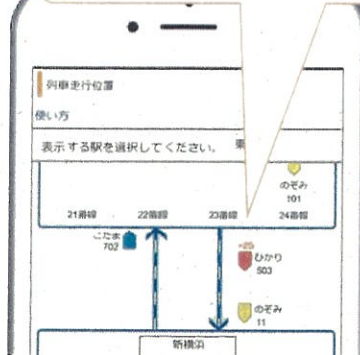 列車走行位置
使い方
表示する駅を選択してください。 東
のぞみ
101
21番線 22番線 23番線 24番線
こだま
702
-25
ひかり
503
のぞみ
11
新横浜